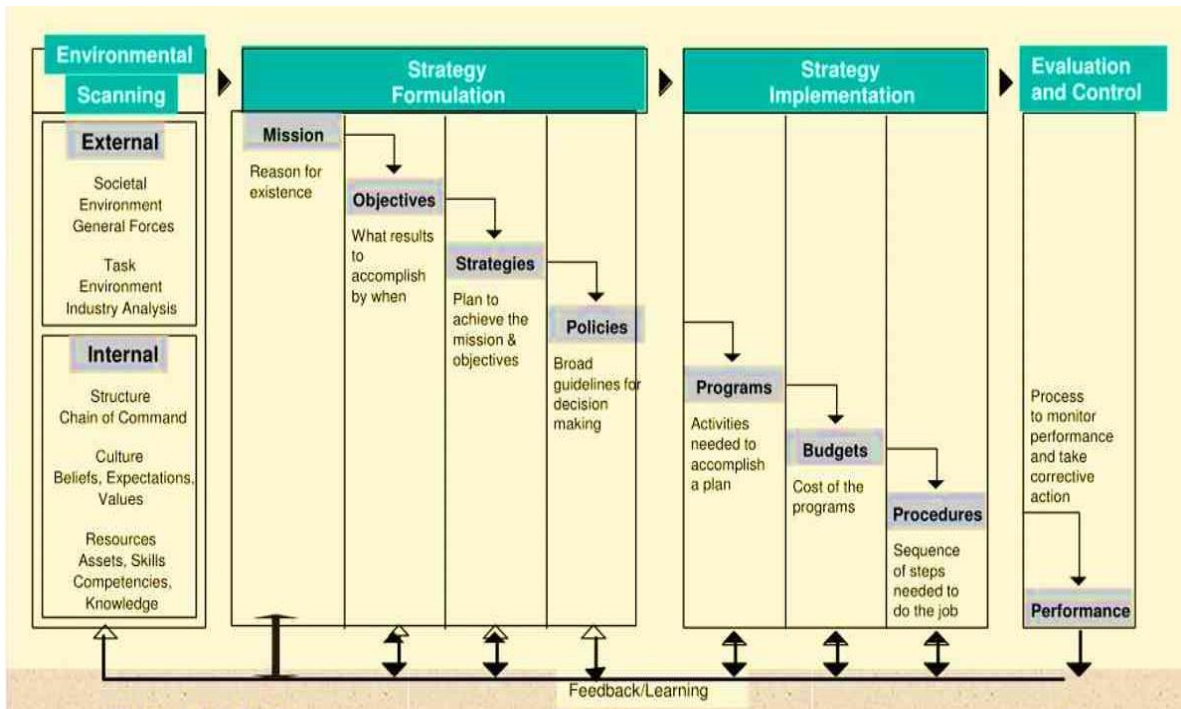 Environmental
Scanning
External
Societal
Environment
General Forces
Task
Environment
Industry Analysis
Internal
Structure
Chain of Command
Culture
Beliefs, Expectations,
Values
Resources
Assets, Skills
Competencies,
Knowledge
Strategy
Formulation
Mission
Reason for
existence
Objectives
What results
to
accomplish
by when
Strategies
Plan to
achieve the
mission &
objectives
Policies
Broad
guidelines for
decision
making
Strategy
Implementation
Programs
Activities
needed to
accomplish
a plan
Budgets
Cost of the
programs
Procedures
Sequence
of steps
needed to
do the job
Evaluation
and Control
Process
to monitor
performance
and take
corrective
action
Performance
Feedback/Learning